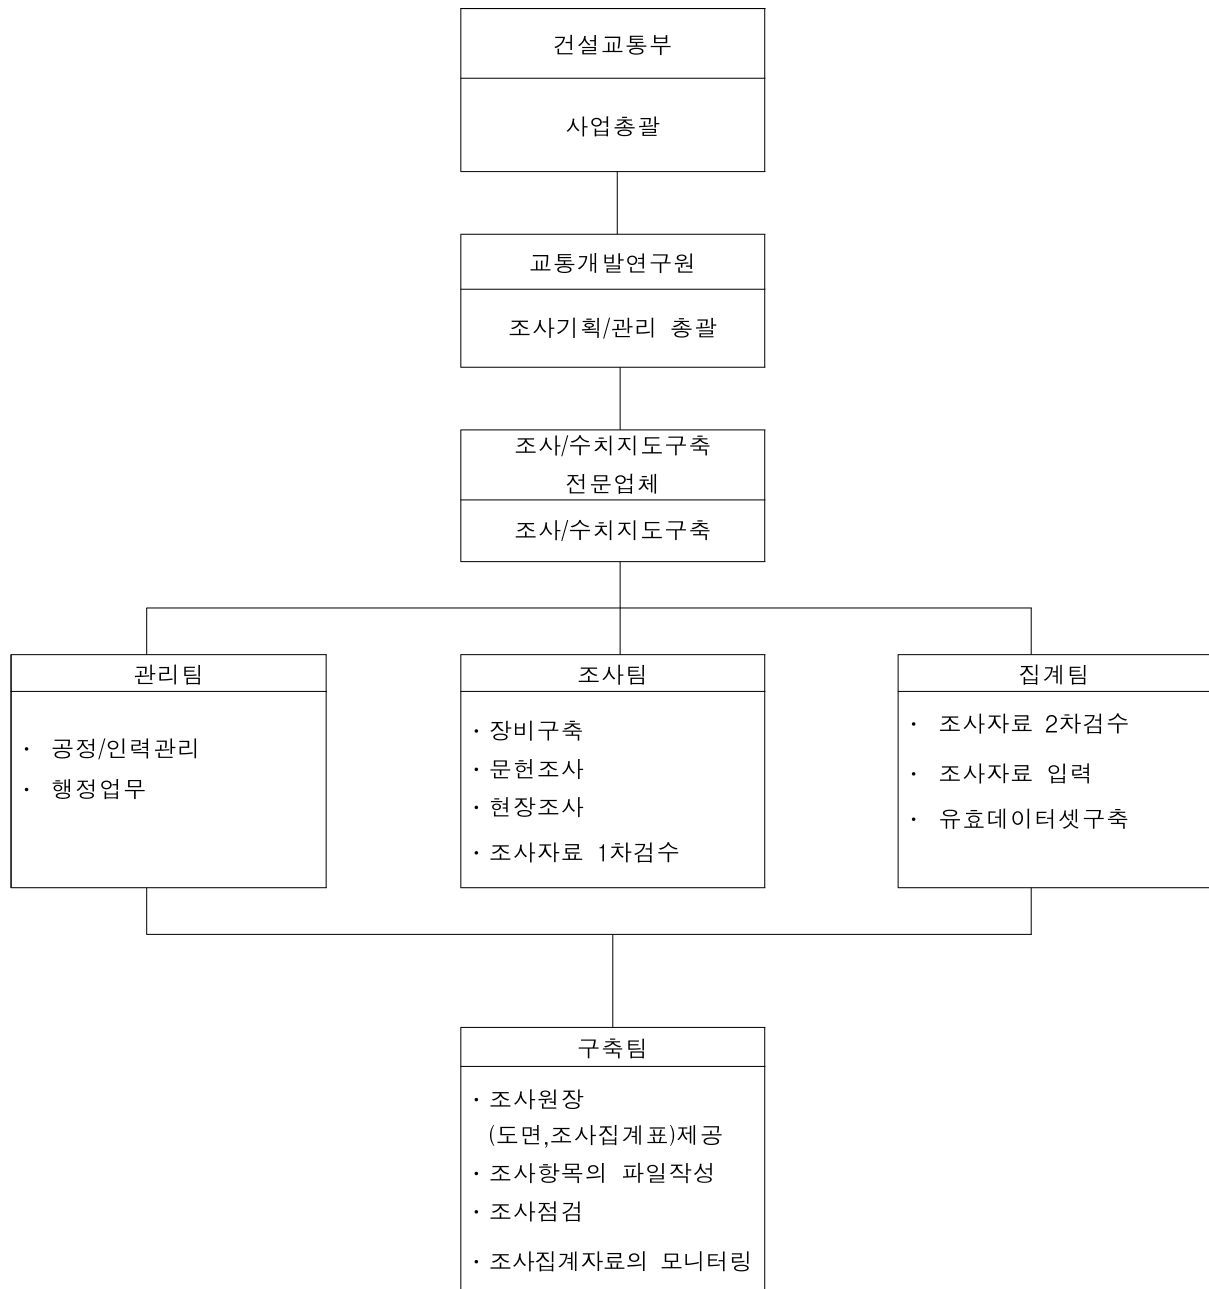 건설교통부
사업총괄
교통개발연구원
조사기획/관리 총괄
조사/수치지도구축
전문업체
조사/수치지도구축
관리팀
· 공정/인력관리
· 행정업무
조사팀
· 장비구축
· 문헌조사
· 현장조사
· 조사자료 1차검수
집계팀
· 조사자료 2차검수
· 조사자료 입력
· 유효데이터셋구축
구축팀
· 조사원장
(도면,조사집계표)제공
· 조사항목의 파일작성
· 조사점검
· 조사집계자료의 모니터링